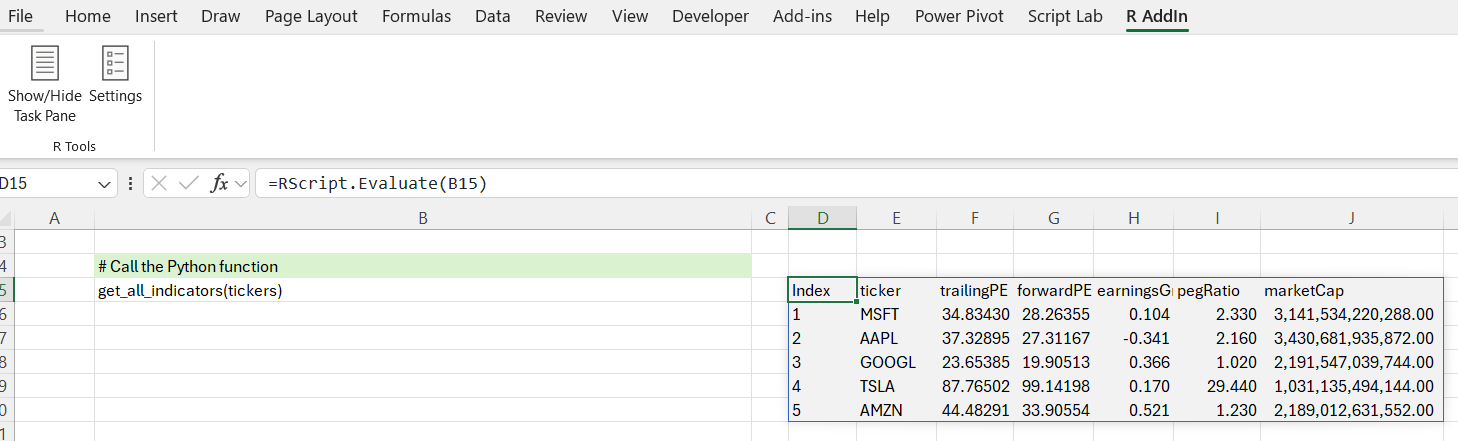 File Home Insert Draw Page Layout Formulas Data Review View Developer Add-ins Help Power Pivot Script Lab R AddIn
Show/Hide Task Pane
Settings
R Tools
D15 fx =RScript.Evaluate(B15)
A B C D E F G H I J
3
4 # Call the Python function
5 get_all_indicators(tickers) Index ticker trailingPE forwardPE earningsG pegRatio marketCap
6 1 MSFT 34.83430 28.26355 0.104 2.330 3,141,534,220,288.00
7 2 AAPL 37.32895 27.31167 -0.341 2.160 3,430,681,935,872.00
8 3 GOOGL 23.65385 19.90513 0.366 1.020 2,191,547,039,744.00
9 4 TSLA 87.76502 99.14198 0.170 29.440 1,031,135,494,144.00
0 5 AMZN 44.48291 33.90554 0.521 1.230 2,189,012,631,552.00
1